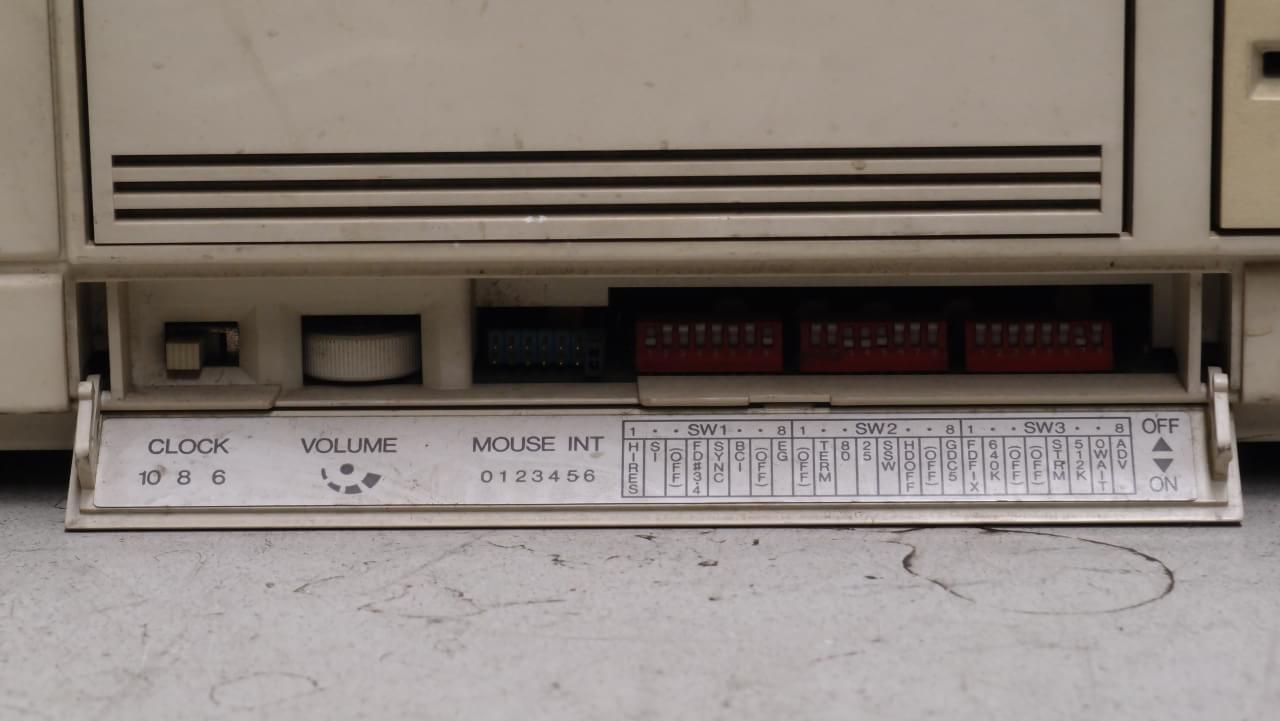 CLOCK
10 8 6
VOLUME
MOUSE INT
0123456
1 · · SW1 · · 8
HIRES
SI
(OFF)
FD#3·4
SYNC
BCI
(OFF)
EG
1 · · SW2 · · 8
(OFF)
TERM
80
25
SSW
HDOFF
(OFF)
GDC5
1 · · SW3 · · 8
FDFIX
640K
(OFF)
(OFF)
STRM
512K
0WAIT
ADV
OFF
ON